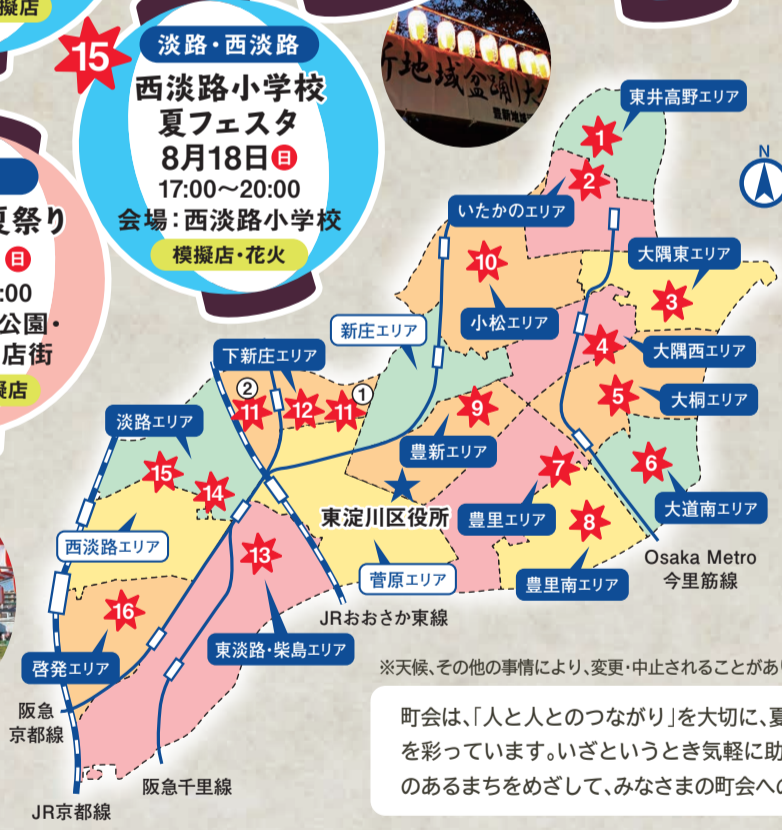 模擬店
15
淡路・西淡路
西淡路小学校
夏フェスタ
8月18日日
17:00〜20:00
会場:西淡路小学校
模擬店・花火
夏祭り
日
:00
公園・
店街
模擬店
新地域盆踊り大
豊新地域
N
東井高野エリア
1
2
いたかのエリア
10
大隅東エリア
3
小松エリア
新庄エリア
4
大隅西エリア
下新庄エリア
②
11
12
11
①
5
大桐エリア
9
淡路エリア
豊新エリア
15
14
7
6
東淀川区役所
豊里エリア
8
大道南エリア
西淡路エリア
13
菅原エリア
豊里南エリア
Osaka Metro
今里筋線
16
JRおおさか東線
東淡路・柴島エリア
啓発エリア
阪急
京都線
阪急千里線
JR京都線
※天候、その他の事情により、変更・中止されることがあ
町会は、「人と人とのつながり」を大切に、夏
を彩っています。いざというとき気軽に助
のあるまちをめざして、みなさまの町会への